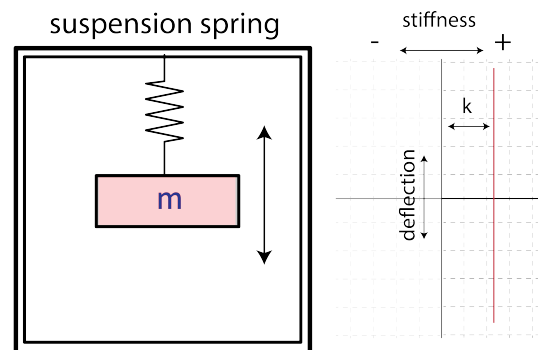 suspension spring
m
stiffness
- +
k
deflection